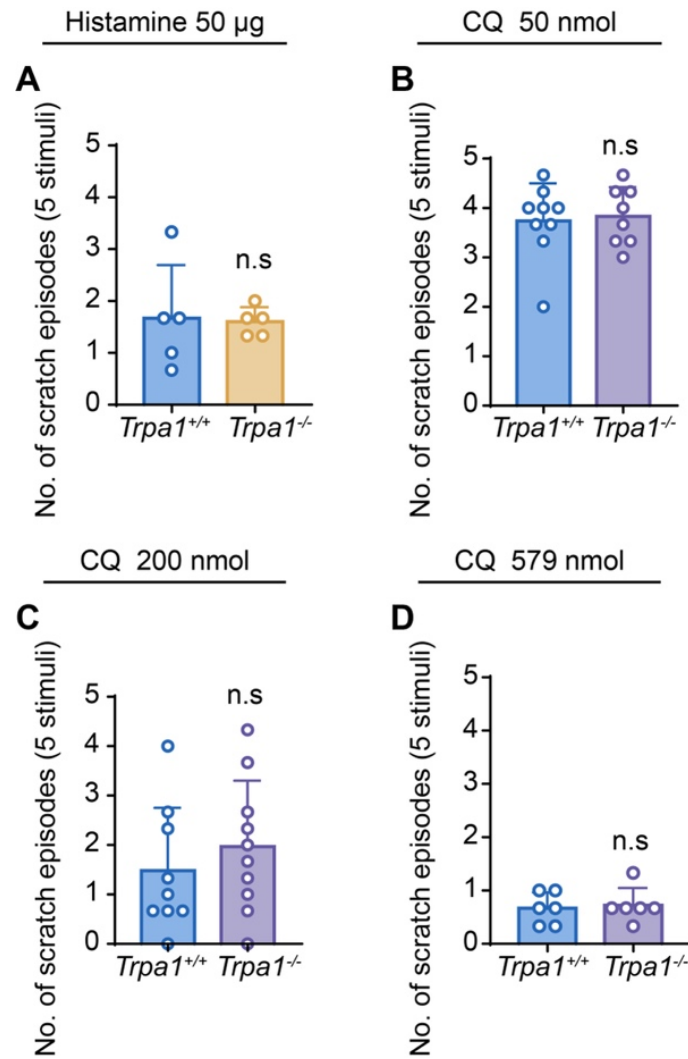 Histamine 50 µg
A
No. of scratch episodes (5 stimuli)
5
4
3
2
1
0
n.s
Trpa1+/+ Trpa1-/-
CQ 50 nmol
B
No. of scratch episodes (5 stimuli)
5
4
3
2
1
0
n.s
Trpa1+/+ Trpa1-/-
CQ 200 nmol
C
No. of scratch episodes (5 stimuli)
5
4
3
2
1
0
n.s
Trpa1+/+ Trpa1-/-
CQ 579 nmol
D
No. of scratch episodes (5 stimuli)
5
4
3
2
1
0
n.s
Trpa1+/+ Trpa1-/-